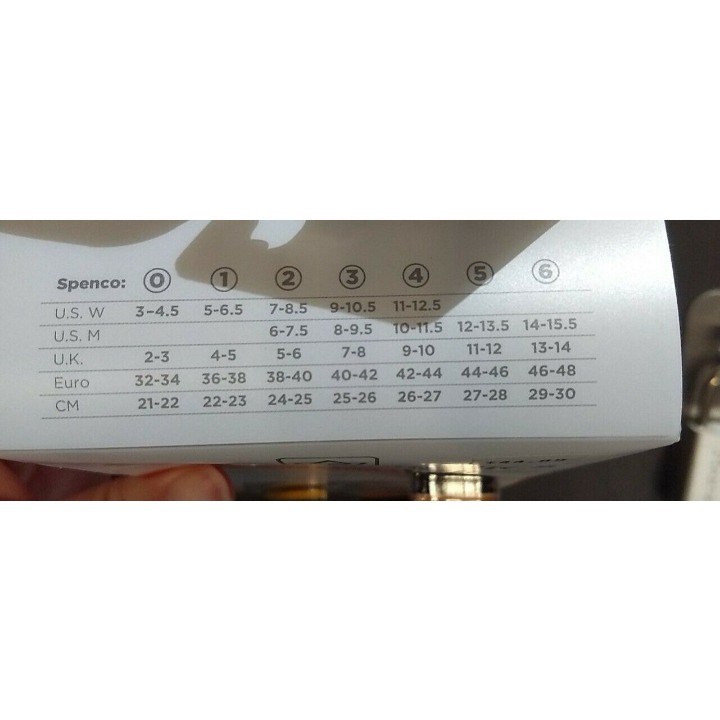 Spenco: 0 1 2 3 4 5 6
U.S. W 3-4.5 5-6.5 7-8.5 9-10.5 11-12.5
U.S. M 6-7.5 8-9.5 10-11.5 12-13.5 14-15.5
U.K. 2-3 4-5 5-6 7-8 9-10 11-12 13-14
Euro 32-34 36-38 38-40 40-42 42-44 44-46 46-48
CM 21-22 22-23 24-25 25-26 26-27 27-28 29-30